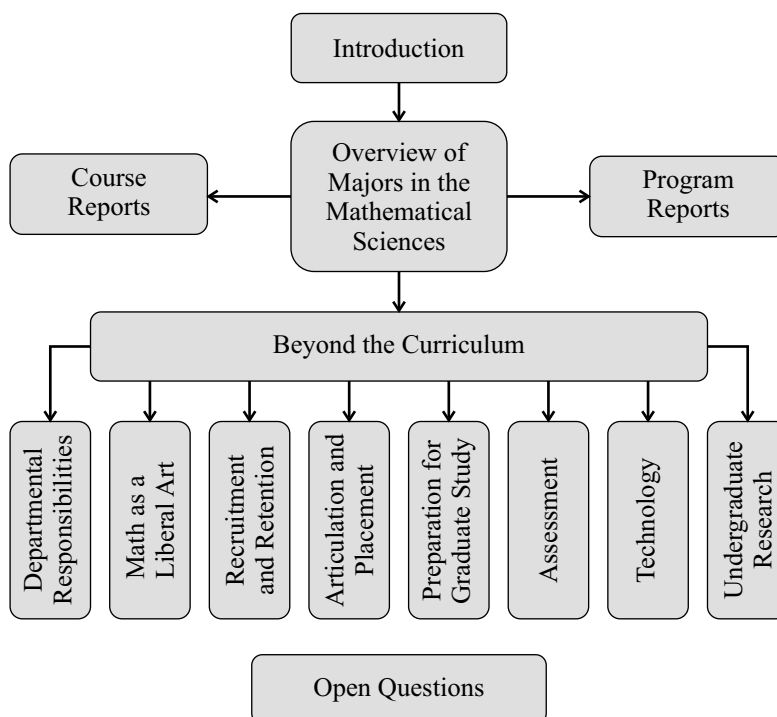 Introduction
Overview of
Majors in the
Mathematical
Sciences
Course
Reports
Program
Reports
Beyond the Curriculum
Departmental
Responsibilities
Math as a
Liberal Art
Recruitment
and Retention
Articulation and
Placement
Preparation for
Graduate Study
Assessment
Technology
Undergraduate
Research
Open Questions